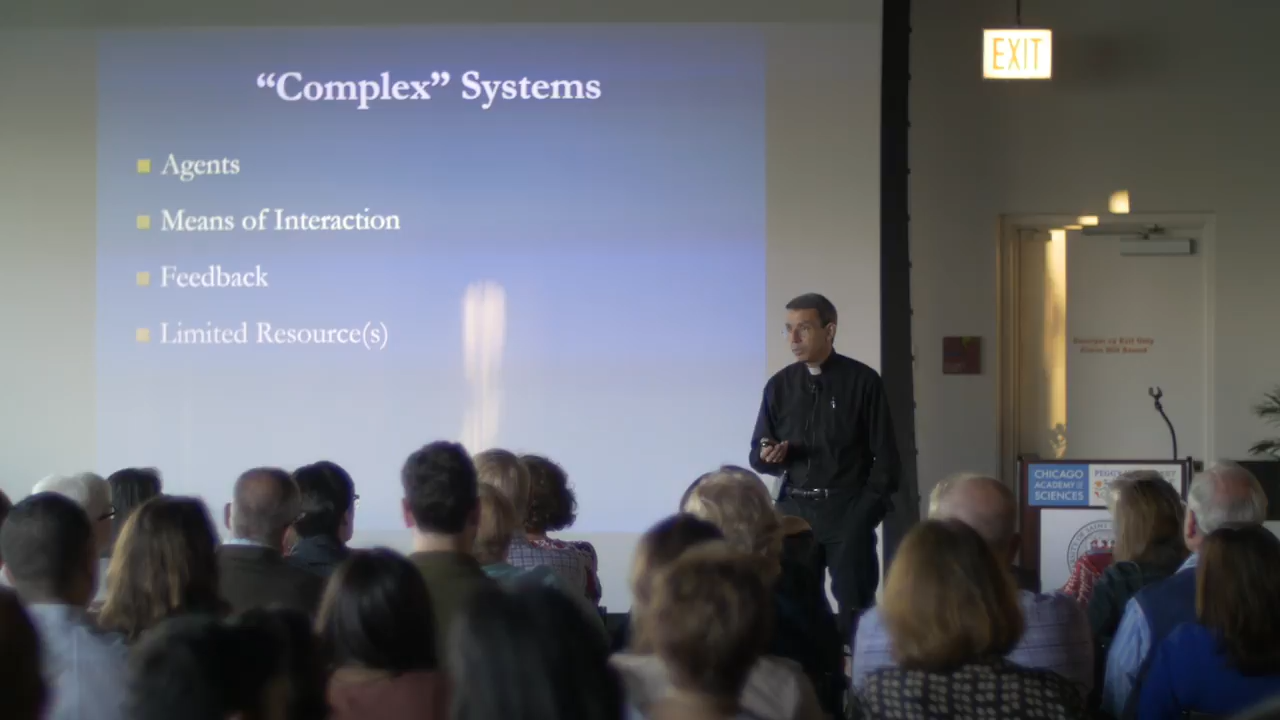 “Complex” Systems
Agents
Means of Interaction
Feedback
Limited Resource(s)
EXIT
CHICAGO
ACADEMY OF
SCIENCES